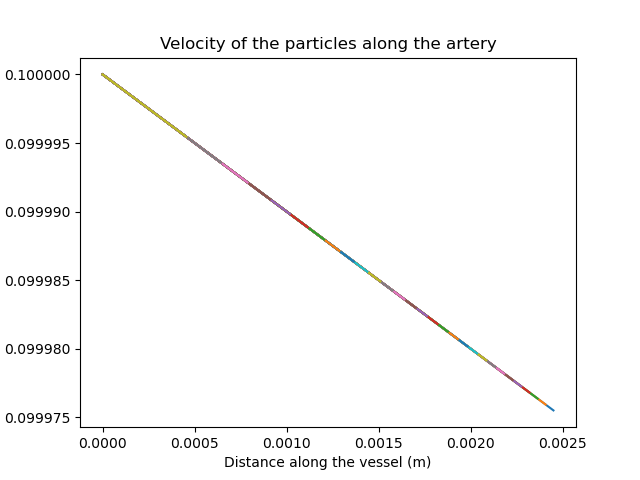 Velocity of the particles along the artery
0.100000
0.099995
0.099990
0.099985
0.099980
0.099975
0.0000 0.0005 0.0010 0.0015 0.0020 0.0025
Distance along the vessel (m)